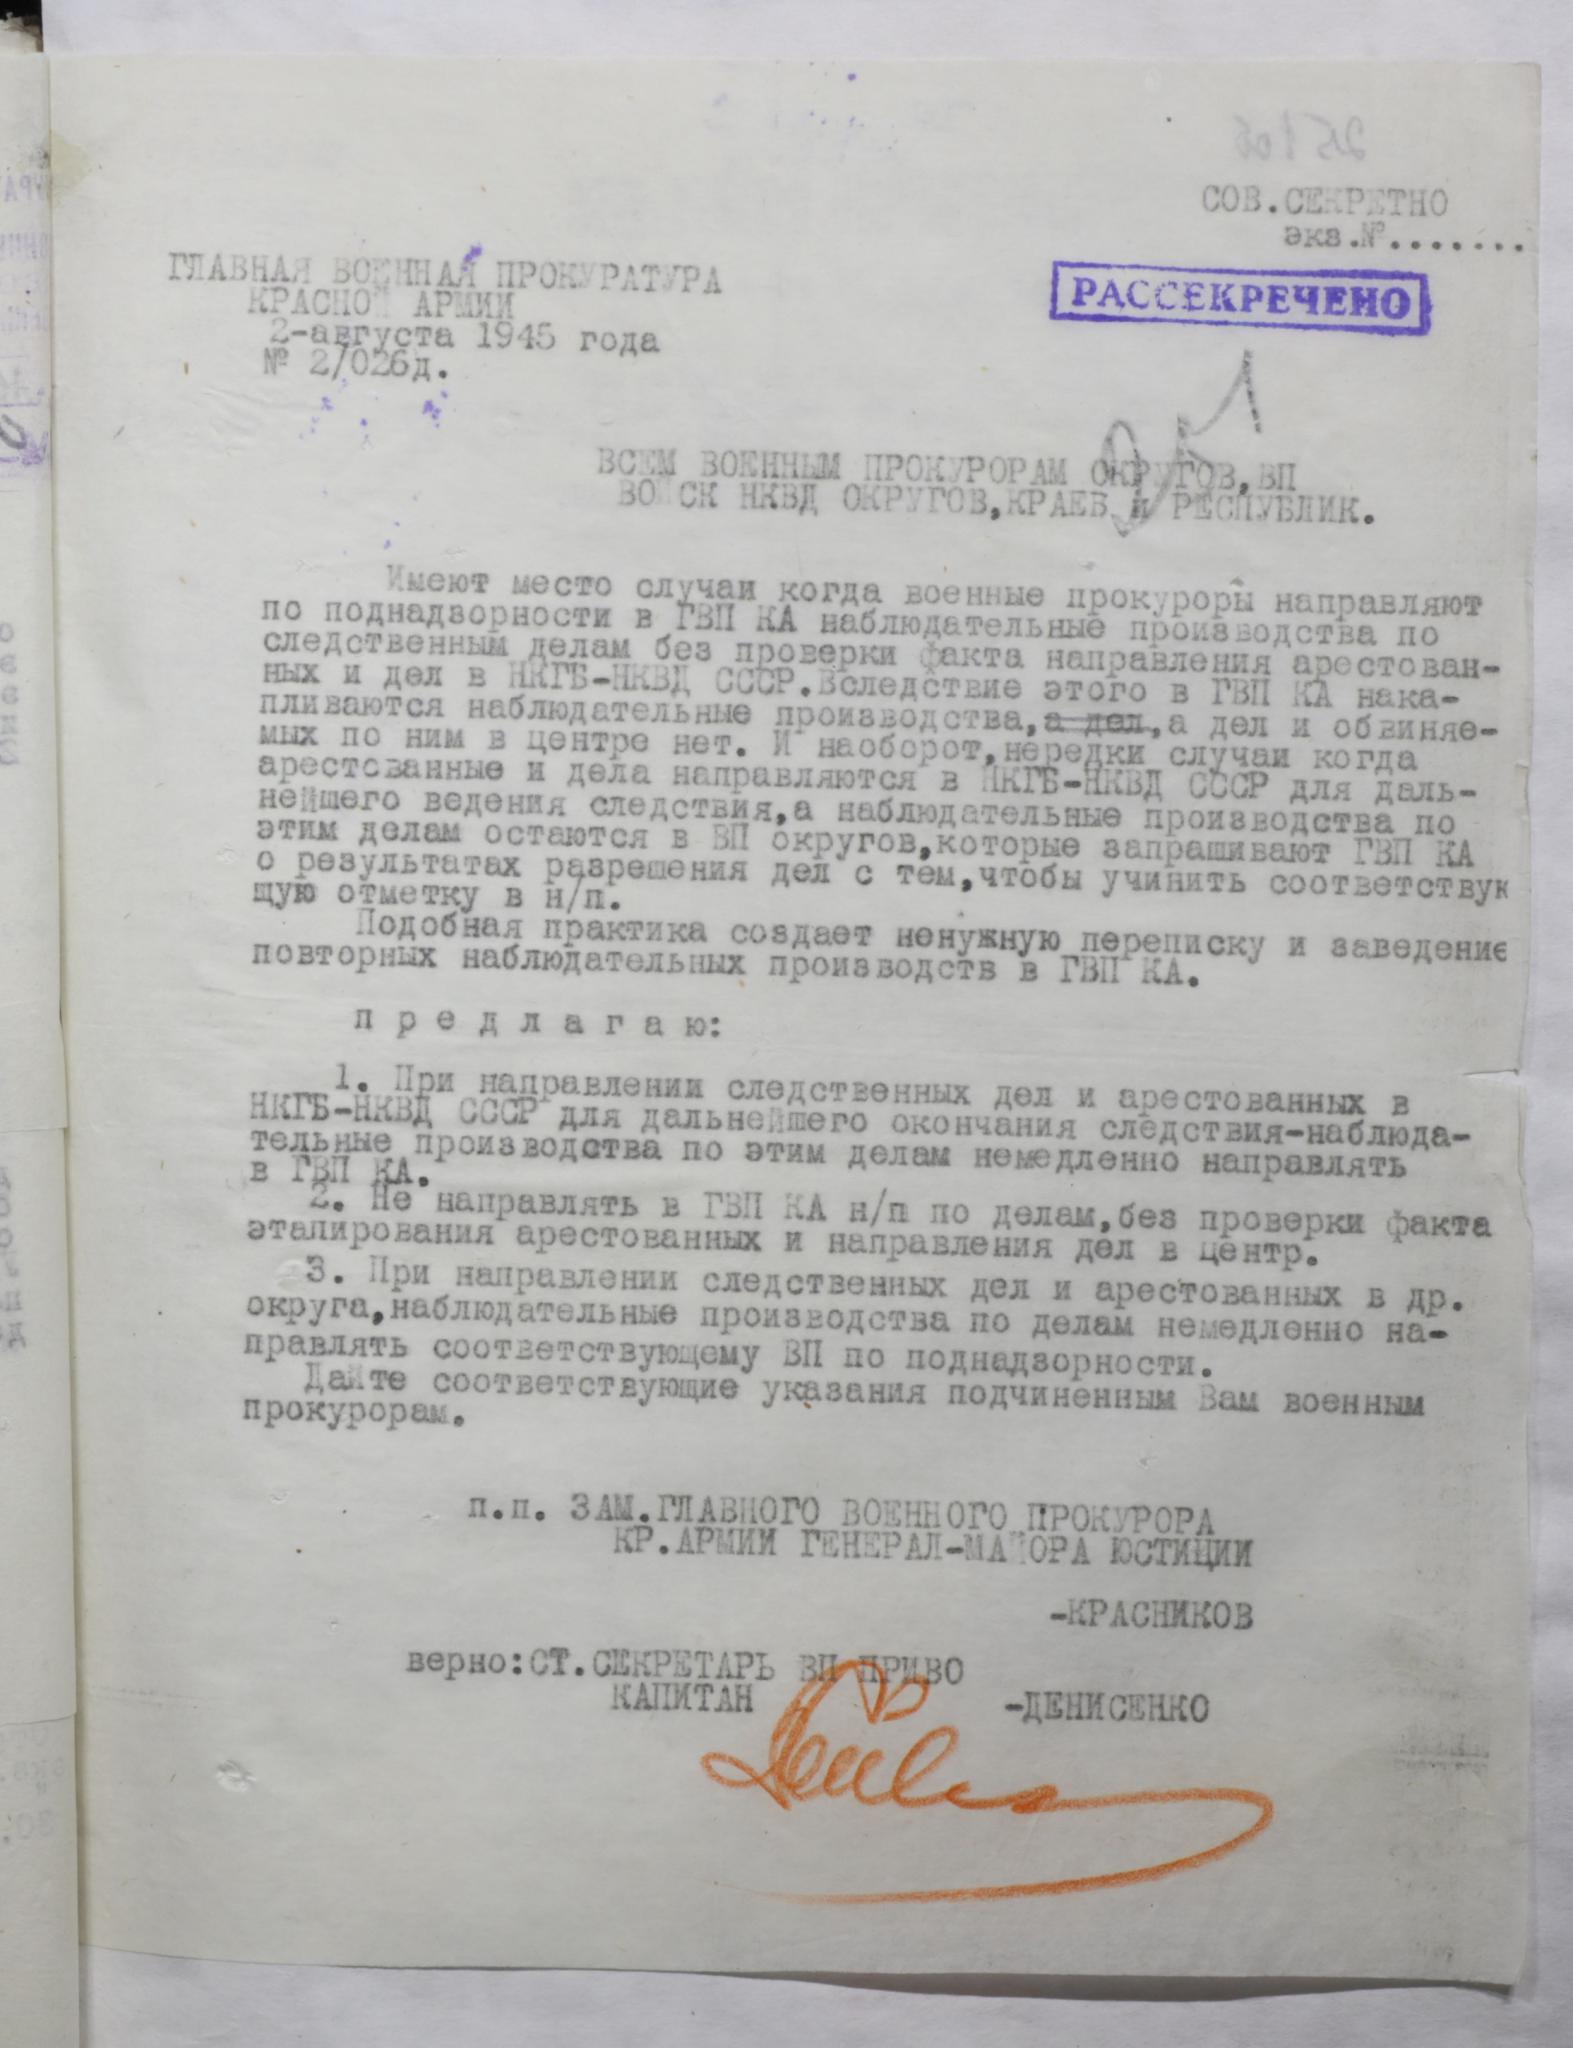 СОВ.СЕКРЕТНО
экз.№.......
ГЛАВНАЯ ВОЕННАЯ ПРОКУРАТУРА
КРАСНОЙ АРМИИ
2-августа 1945 года
№ 2/026д.
РАССЕКРЕЧЕНО
ВСЕМ ВОЕННЫМ ПРОКУРОРАМ ОКРУГОВ,ВП
ВОЙСК НКВД ОКРУГОВ,КРАЕВ И РЕСПУБЛИК.
Имеют место случаи когда военные прокуроры направляют
по поднадзорности в ГВП КА наблюдательные производства по
следственным делам без проверки факта направления арестован-
ных и дел в НКГБ-НКВД СССР.Вследствие этого в ГВП КА нака-
пливаются наблюдательные производства,а дел,а дел и обвиняе-
мых по ним в центре нет. И наоборот,нередки случаи когда
арестованные и дела направляются в НКГБ-НКВД СССР для даль-
нейшего ведения следствия,а наблюдательные производства по
этим делам остаются в ВП округов,которые запрашивают ГВП КА
о результатах разрешения дел с тем,чтобы учинить соответствую
щую отметку в н/п.
Подобная практика создает ненужную переписку и заведение
повторных наблюдательных производств в ГВП КА.
п р е д л а г а ю:
1. При направлении следственных дел и арестованных в
НКГБ-НКВД СССР для дальнейшего окончания следствия-наблюда-
тельные производства по этим делам немедленно направлять
в ГВП КА.
2. Не направлять в ГВП КА н/п по делам,без проверки факта
этапирования арестованных и направления дел в центр.
3. При направлении следственных дел и арестованных в др.
округа,наблюдательные производства по делам немедленно на-
правлять соответствующему ВП по поднадзорности.
Дайте соответствующие указания подчиненным Вам военным
прокурорам.
п.п. ЗАМ.ГЛАВНОГО ВОЕННОГО ПРОКУРОРА
КР.АРМИИ ГЕНЕРАЛ-МАЙОРА ЮСТИЦИИ
-КРАСНИКОВ
верно:СТ.СЕКРЕТАРЬ ВП ПРИВО
КАПИТАН -ДЕНИСЕНКО